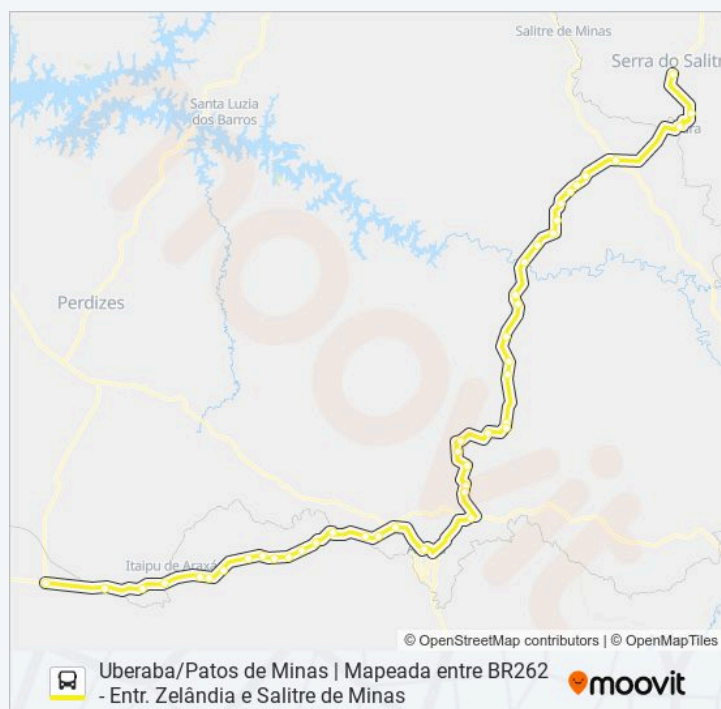 Salitre de Minas
Serra do Salitr
Santa Luzia
dos Barros
Perdizes
Itaipu de Araxá
© OpenStreetMap contributors | © OpenMapTiles
Uberaba/Patos de Minas | Mapeada entre BR262
- Entr. Zelândia e Salitre de Minas
moovit